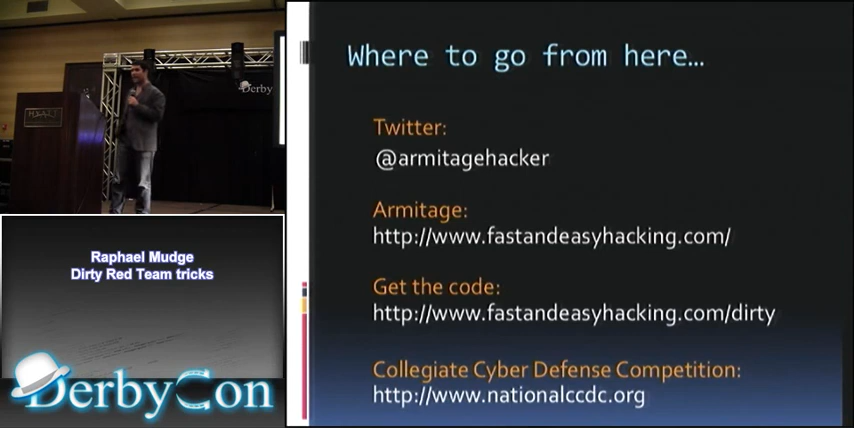 HYATT
Derby
Raphael Mudge
Dirty Red Team tricks
DerbyCon
Where to go from here…
Twitter:
@armitagehacker
Armitage:
http://www.fastandeasyhacking.com/
Get the code:
http://www.fastandeasyhacking.com/dirty
Collegiate Cyber Defense Competition:
http://www.nationalccdc.org